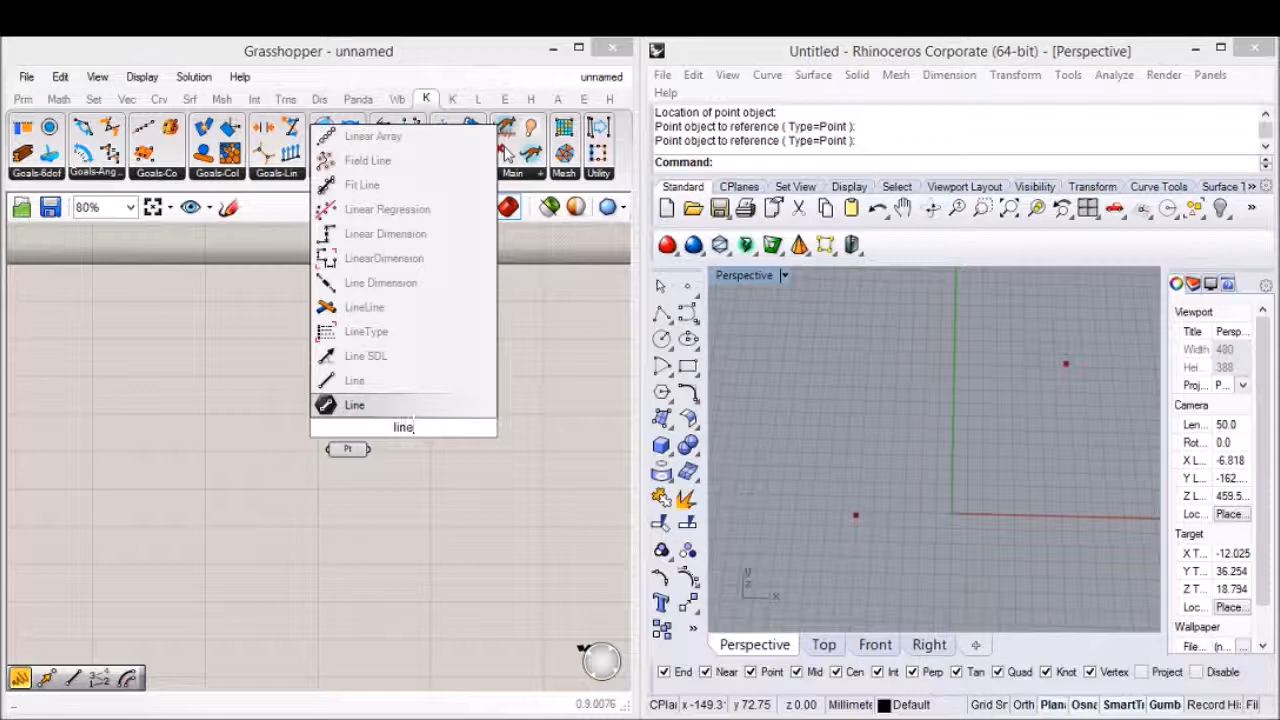 Grasshopper - unnamed
File Edit View Display Solution Help
unnamed
Prm Math Set Vec Crv Srf Msh Int Trns Dis Panda Wb K K L E H A E H
Goals-6dof Goals-Ang... Goals-Co Goals-Col Goals-Lin Main Mesh Utility
80%
Linear Array
Field Line
Fit Line
Linear Regression
Linear Dimension
LinearDimension
Line Dimension
LineLine
LineType
Line SDL
Line
Line
line
Pt
0.9.0076
Untitled - Rhinoceros Corporate (64-bit) - [Perspective]
File Edit View Curve Surface Solid Mesh Dimension Transform Tools Analyze Render Panels
Help
Location of point object:
Point object to reference ( Type=Point ):
Point object to reference ( Type=Point ):
Command:
Standard CPlanes Set View Display Select Viewport Layout Visibility Transform Curve Tools Surface T
Perspective
y
z
x
Viewport
Title Persp...
Width 400
Hei... 388
Proj... P...
Camera
Len... 50.0
Rot... 0.0
X L... -6.818
Y L... -162....
Z L... 459.5...
Loc... Place...
Target
X T... -12.025
Y T... 36.254
Z T... 18.794
Loc... Place...
Wallpaper
File... (n...
Perspective Top Front Right
End Near Point Mid Cen Int Perp Tan Quad Knot Vertex Project Disable
CPla x -149.3 y 72.75 z 0.00 Millimete Default Grid Sr Orth Plana Osna SmartTi Gumb Record Hi Fil